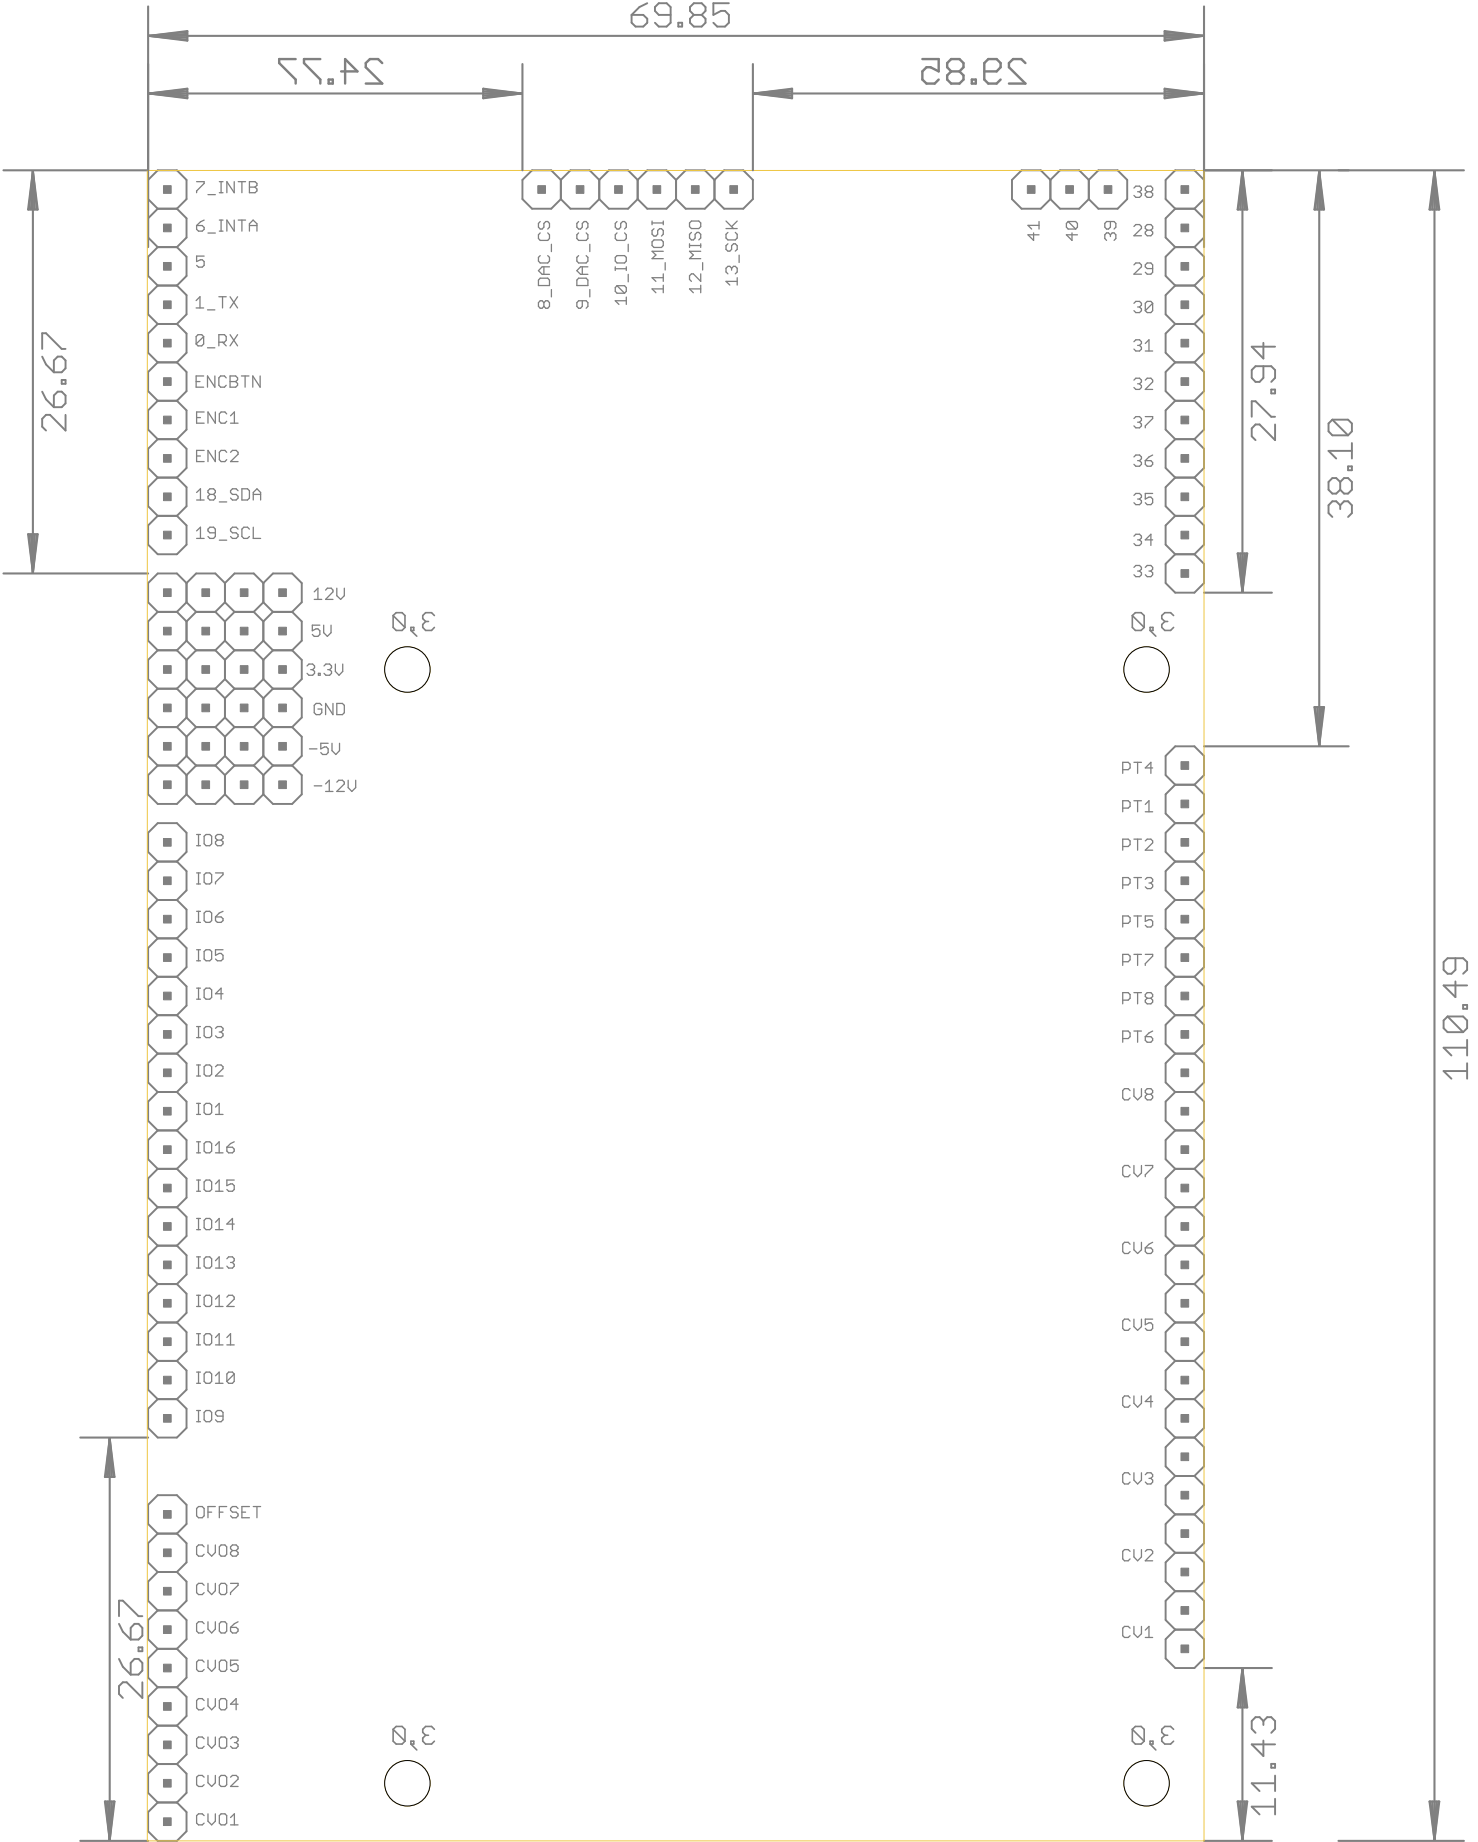 69.85
24.77
29.85
7_INTB
6_INTA
5
1_TX
0_RX
ENCBTN
ENC1
ENC2
18_SDA
19_SCL
8_DAC_CS
9_DAC_CS
10_IO_CS
11_MOSI
12_MISO
13_SCK
41
40
39
38
28
29
30
31
32
37
36
35
34
33
26.67
27.94
38.10
12V
5V
3.3V
GND
-5V
-12V
3,0
3,0
IO8
IO7
IO6
IO5
IO4
IO3
IO2
IO1
IO16
IO15
IO14
IO13
IO12
IO11
IO10
IO9
PT4
PT1
PT2
PT3
PT5
PT7
PT8
PT6
CV8
CV7
CV6
CV5
CV4
CV3
CV2
CV1
110.49
OFFSET
CVO8
CVO7
CVO6
CVO5
CVO4
CVO3
CVO2
CVO1
26.67
3,0
3,0
11.43